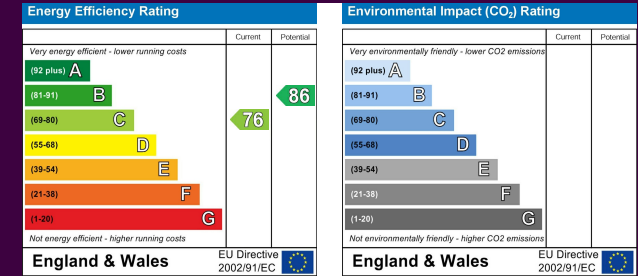 Energy Efficiency Rating
Current Potential
Very energy efficient - lower running costs
(92 plus) A
(81-91) B
86
(69-80) C
76
(55-68) D
(39-54) E
(21-38) F
(1-20) G
Not energy efficient - higher running costs
England & Wales
EU Directive
2002/91/EC
Environmental Impact (CO₂) Rating
Current Potential
Very environmentally friendly - lower CO2 emissions
(92 plus) A
(81-91) B
(69-80) C
(55-68) D
(39-54) E
(21-38) F
(1-20) G
Not environmentally friendly - higher CO2 emissions
England & Wales
EU Directive
2002/91/EC